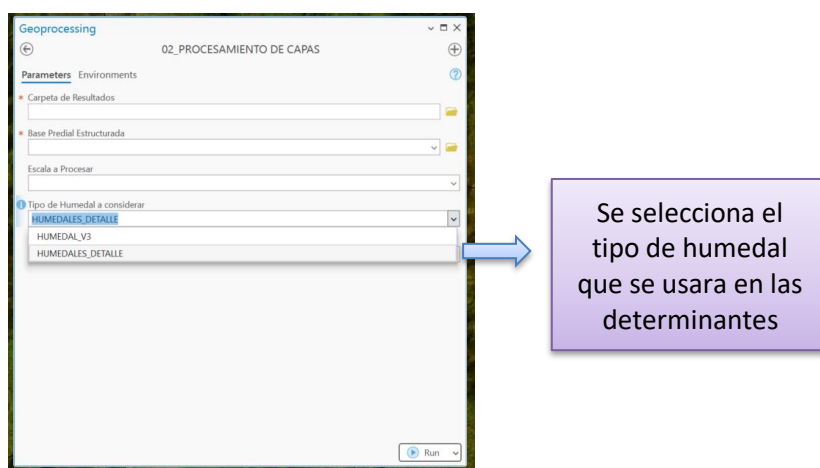 Geoprocessing
02_PROCESAMIENTO DE CAPAS
Parameters Environments
* Carpeta de Resultados
* Base Predial Estructurada
Escala a Procesar
Tipo de Humedal a considerar
HUMEDALES_DETALLE
HUMEDAL_V3
HUMEDALES_DETALLE
Se selecciona el
tipo de humedal
que se usara en las
determinantes
Run